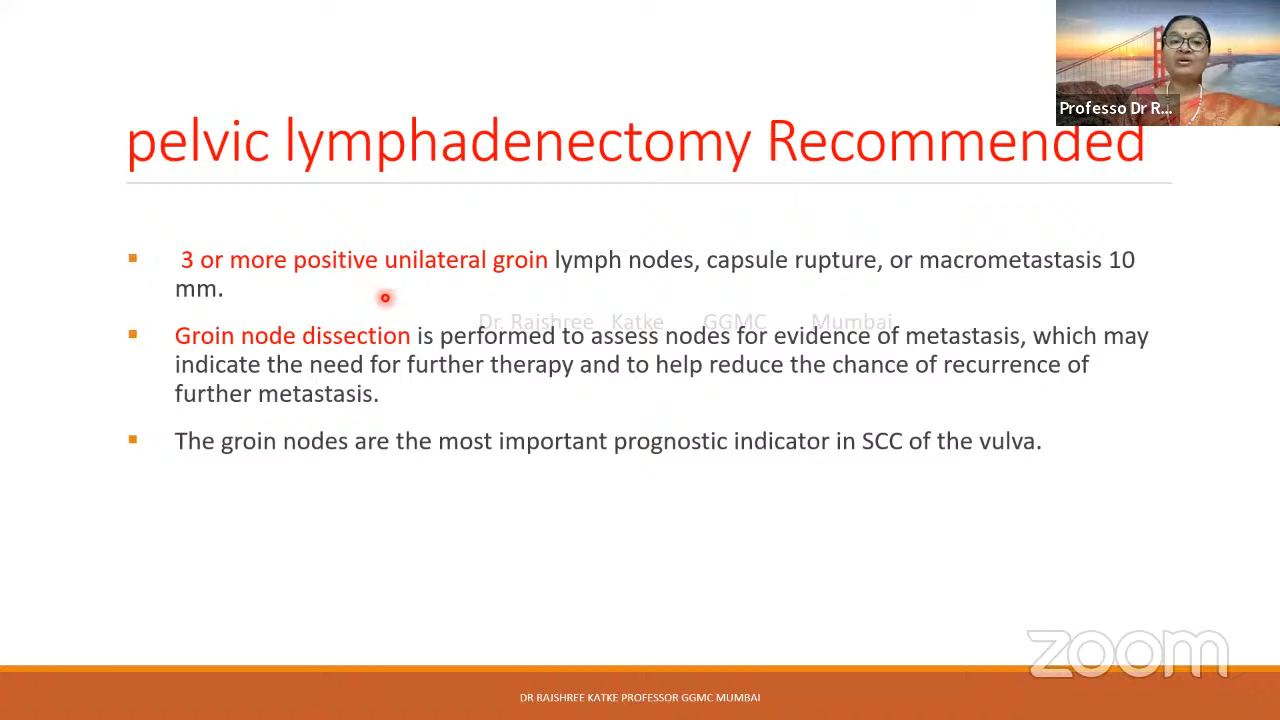 Professo Dr R...
pelvic lymphadenectomy Recommended
3 or more positive unilateral groin lymph nodes, capsule rupture, or macrometastasis 10
mm.
Dr. Rajshree Katke GGMC Mumbai
Groin node dissection is performed to assess nodes for evidence of metastasis, which may
indicate the need for further therapy and to help reduce the chance of recurrence of
further metastasis.
The groin nodes are the most important prognostic indicator in SCC of the vulva.
zoom
DR RAJSHREE KATKE PROFESSOR GGMC MUMBAI